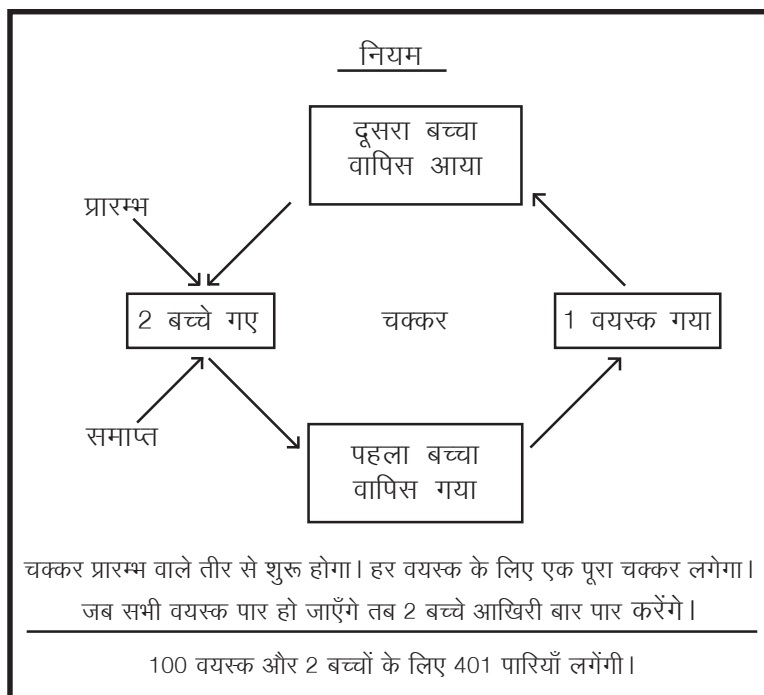 नियम
दूसरा बच्चा
वापिस आया
प्रारम्भ
2 बच्चे गए
चक्कर
1 वयस्क गया
समाप्त
पहला बच्चा
वापिस गया
चक्कर प्रारम्भ वाले तीर से शुरू होगा। हर वयस्क के लिए एक पूरा चक्कर लगेगा।
जब सभी वयस्क पार हो जाएँगे तब 2 बच्चे आखिरी बार पार करेंगे।
100 वयस्क और 2 बच्चों के लिए 401 पारियाँ लगेंगी।